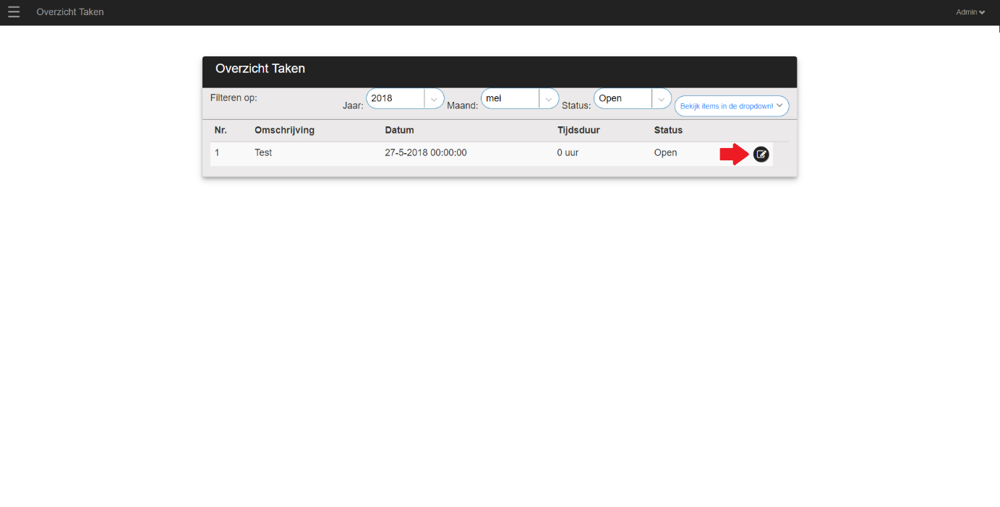 Overzicht Taken
Admin
Overzicht Taken
Filteren op:
Jaar: 2018 Maand: mei Status: Open Bekijk items in de dropdown!
Nr. Omschrijving Datum Tijdsduur Status
1 Test 27-5-2018 00:00:00 0 uur Open